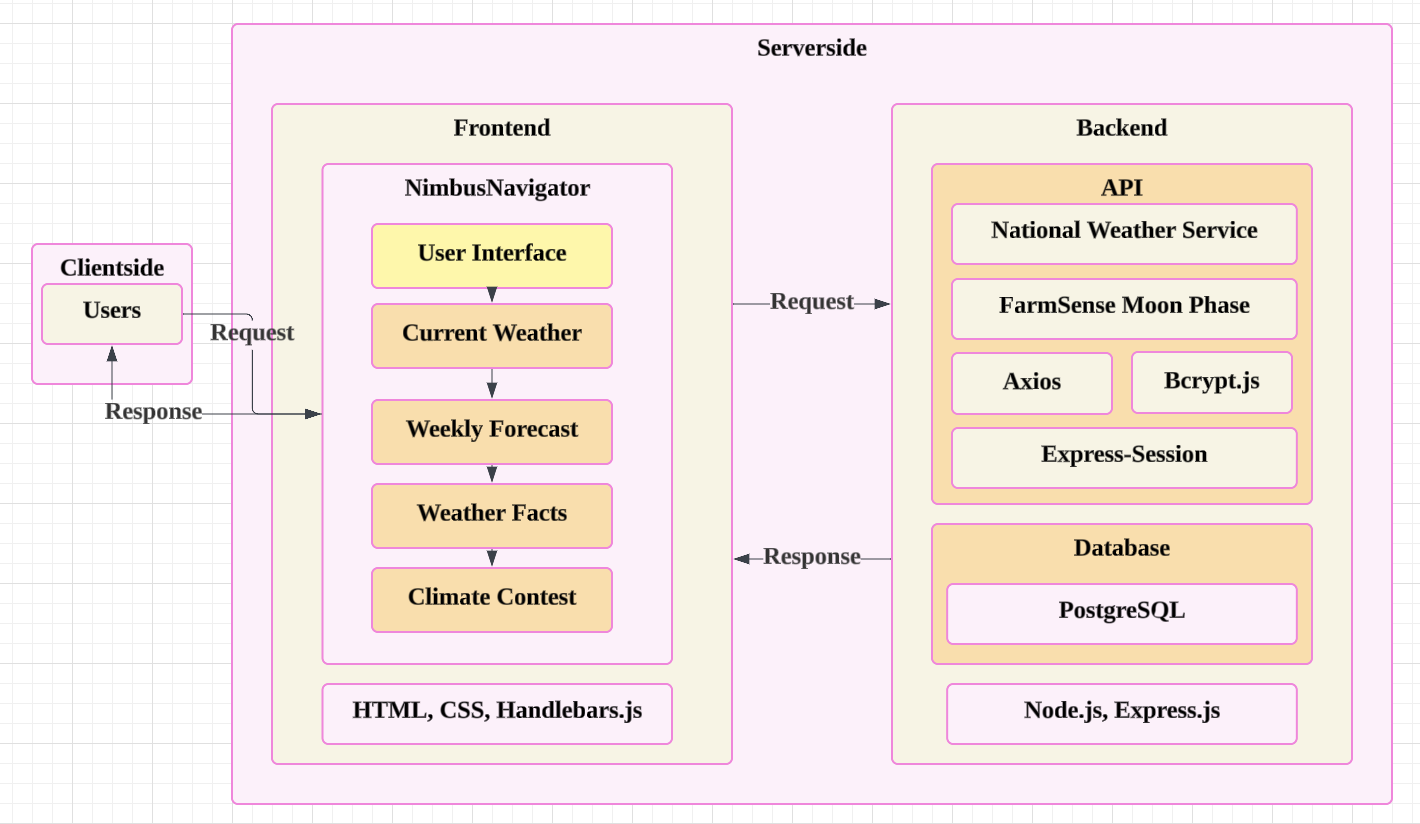 Serverside
Clientside
Users
Request
Response
Frontend
NimbusNavigator
User Interface
Current Weather
Weekly Forecast
Weather Facts
Climate Contest
HTML, CSS, Handlebars.js
Request
Response
Backend
API
National Weather Service
FarmSense Moon Phase
Axios
Bcrypt.js
Express-Session
Database
PostgreSQL
Node.js, Express.js